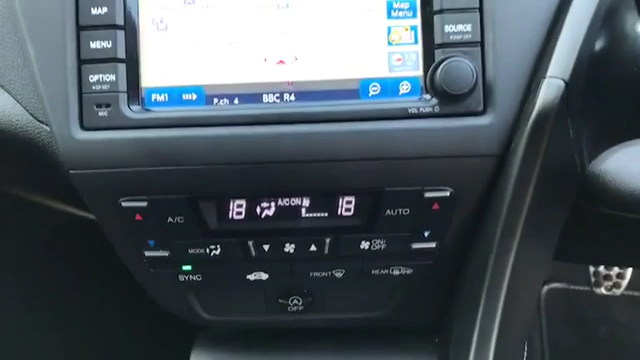 MAP
MENU
OPTION
MIC
Map
Menu
SOURCE
FM1
P.ch 4
BBC R4
VOL PUSH
A/C
18
A/C ON
18
AUTO
MODE
ON/
OFF
SYNC
FRONT
REAR
A
OFF